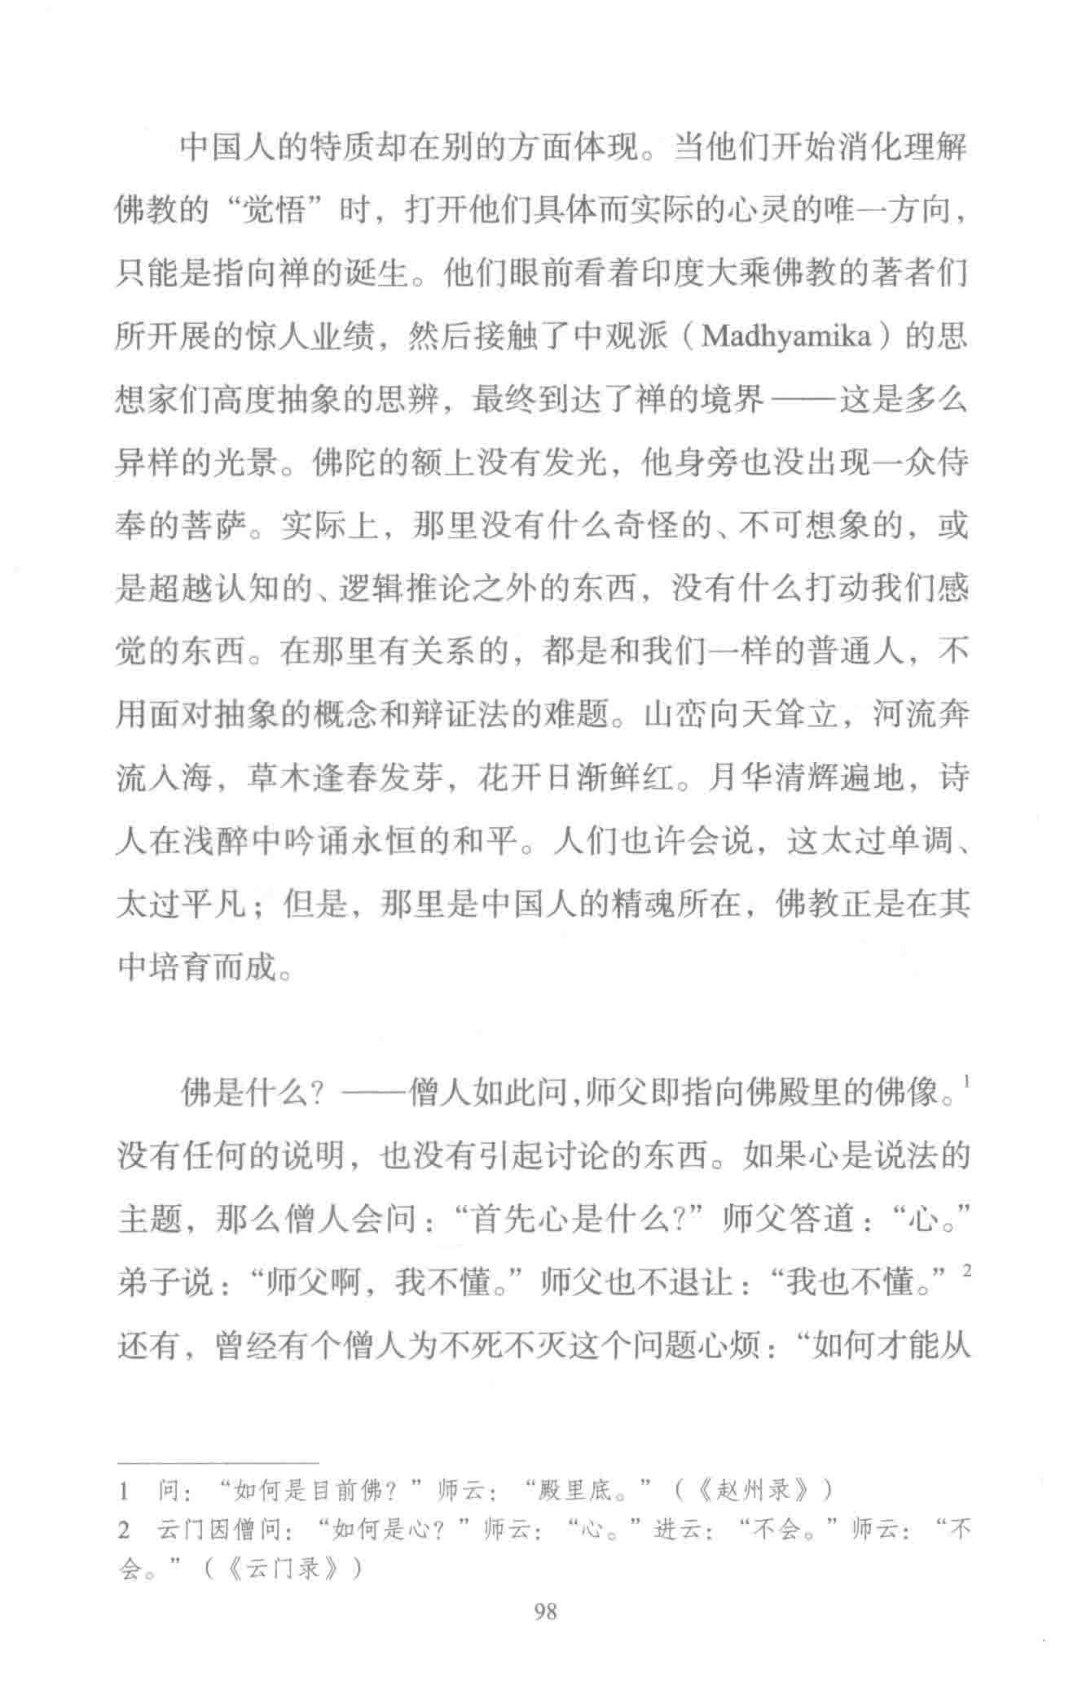 中国人的特质却在别的方面体现。当他们开始消化理解
佛教的“觉悟”时，打开他们具体而实际的心灵的唯一方向，
只能是指向禅的诞生。他们眼前看着印度大乘佛教的著者们
所开展的惊人业绩，然后接触了中观派（Madhyamika）的思
想家们高度抽象的思辨，最终到达了禅的境界——这是多么
异样的光景。佛陀的额上没有发光，他身旁也没出现一众侍
奉的菩萨。实际上，那里没有什么奇怪的、不可想象的，或
是超越认知的、逻辑推论之外的东西，没有什么打动我们感
觉的东西。在那里有关系的，都是和我们一样的普通人，不
用面对抽象的概念和辩证法的难题。山峦向天耸立，河流奔
流入海，草木逢春发芽，花开日渐鲜红。月华清辉遍地，诗
人在浅醉中吟诵永恒的和平。人们也许会说，这太过单调、
太过平凡；但是，那里是中国人的精魂所在，佛教正是在其
中培育而成。
佛是什么？——僧人如此问，师父即指向佛殿里的佛像。1
没有任何的说明，也没有引起讨论的东西。如果心是说法的
主题，那么僧人会问：“首先心是什么?”师父答道：“心。”
弟子说：“师父啊，我不懂。”师父也不退让：“我也不懂。”2
还有，曾经有个僧人为不死不灭这个问题心烦：“如何才能从
1 问：“如何是目前佛？”师云：“殿里底。”（《赵州录》）
2 云门因僧问：“如何是心？”师云：“心。”进云：“不会。”师云：“不
会。”（《云门录》）
98